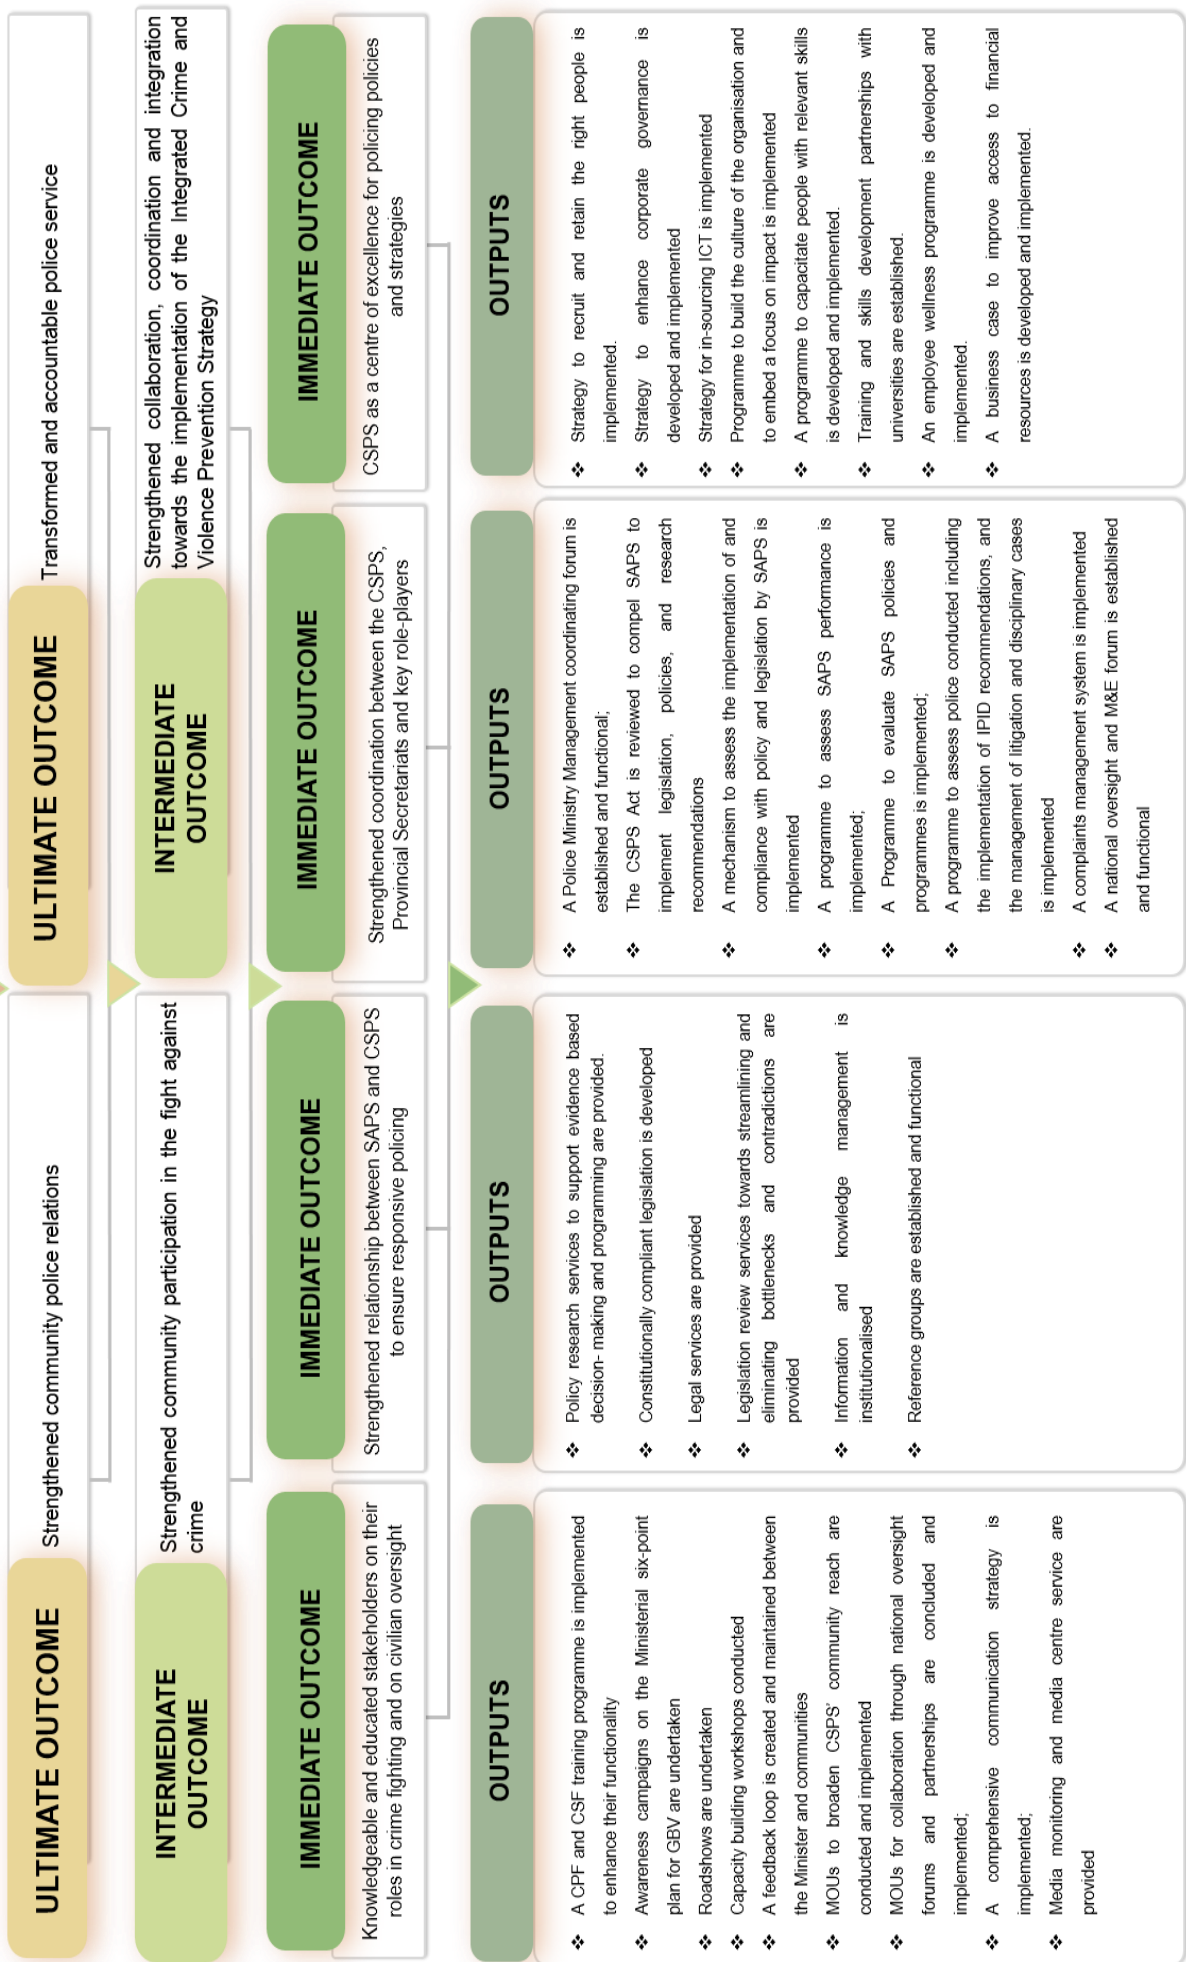 ULTIMATE OUTCOME
Strengthened community police relations
ULTIMATE OUTCOME
Transformed and accountable police service
INTERMEDIATE
OUTCOME
Strengthened community participation in the fight against
crime
INTERMEDIATE
OUTCOME
Strengthened collaboration, coordination and integration
towards the implementation of the Integrated Crime and
Violence Prevention Strategy
IMMEDIATE OUTCOME
Knowledgeable and educated stakeholders on their
roles in crime fighting and on civilian oversight
IMMEDIATE OUTCOME
Strengthened relationship between SAPS and CSPS
to ensure responsive policing
IMMEDIATE OUTCOME
Strengthened coordination between the CSPS,
Provincial Secretariats and key role-players
IMMEDIATE OUTCOME
CSPS as a centre of excellence for policing policies
and strategies
OUTPUTS
❖ A CPF and CSF training programme is implemented
to enhance their functionality
❖ Awareness campaigns on the Ministerial six-point
plan for GBV are undertaken
❖ Roadshows are undertaken
❖ Capacity building workshops conducted
❖ A feedback loop is created and maintained between
the Minister and communities
❖ MOUs to broaden CSPS' community reach are
conducted and implemented
❖ MOUs for collaboration through national oversight
forums and partnerships are concluded and
implemented;
❖ A comprehensive communication strategy is
implemented;
❖ Media monitoring and media centre service are
provided
OUTPUTS
❖ Policy research services to support evidence based
decision- making and programming are provided.
❖ Constitutionally compliant legislation is developed
❖ Legal services are provided
❖ Legislation review services towards streamlining and
eliminating bottlenecks and contradictions are
provided
❖ Information and knowledge management is
institutionalised
❖ Reference groups are established and functional
OUTPUTS
❖ A Police Ministry Management coordinating forum is
established and functional;
❖ The CSPS Act is reviewed to compel SAPS to
implement legislation, policies, and research
recommendations
❖ A mechanism to assess the implementation of and
compliance with policy and legislation by SAPS is
implemented
❖ A programme to assess SAPS performance is
implemented;
❖ A Programme to evaluate SAPS policies and
programmes is implemented;
❖ A programme to assess police conducted including
the implementation of IPID recommendations, and
the management of litigation and disciplinary cases
is implemented
❖ A complaints management system is implemented
❖ A national oversight and M&E forum is established
and functional
OUTPUTS
❖ Strategy to recruit and retain the right people is
implemented.
❖ Strategy to enhance corporate governance is
developed and implemented
❖ Strategy for in-sourcing ICT is implemented
❖ Programme to build the culture of the organisation and
to embed a focus on impact is implemented
❖ A programme to capacitate people with relevant skills
is developed and implemented.
❖ Training and skills development partnerships with
universities are established.
❖ An employee wellness programme is developed and
implemented.
❖ A business case to improve access to financial
resources is developed and implemented.